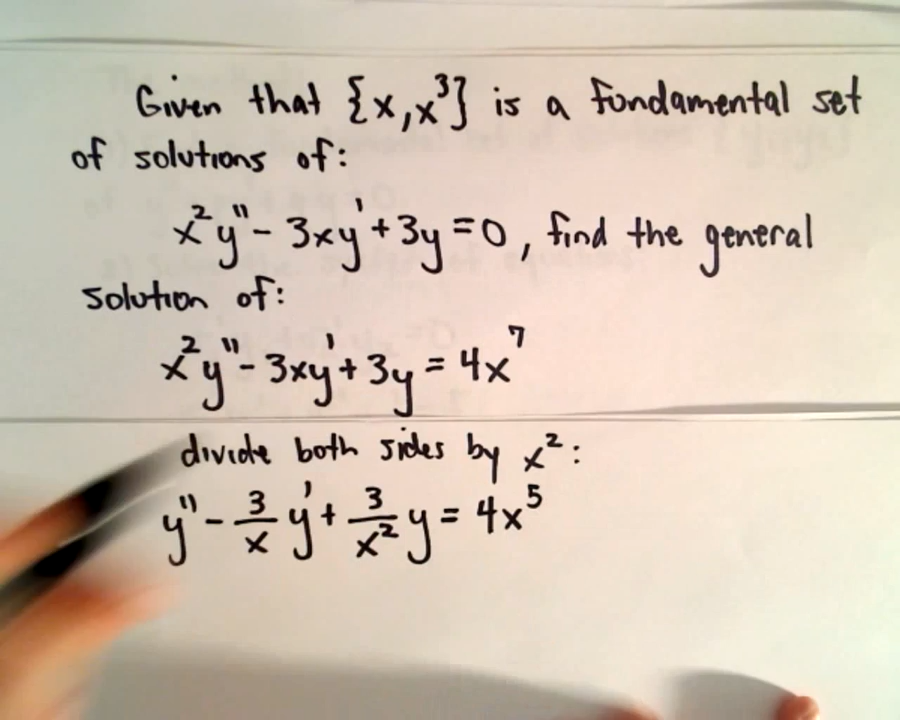 Given that {x, x³} is a fundamental set
of solutions of:
x²y" - 3xy' + 3y = 0, find the general
solution of:
x²y" - 3xy' + 3y = 4x⁷
divide both sides by x²:
y" - 3/x y' + 3/x² y = 4x⁵